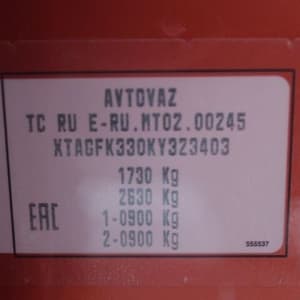 AVTOVAZ
TC RU E-RU.MT02.00245
XTAGFK330KY323403
1730 Kg
2630 Kg
EAC
1-0900 Kg
2-0900 Kg
555537